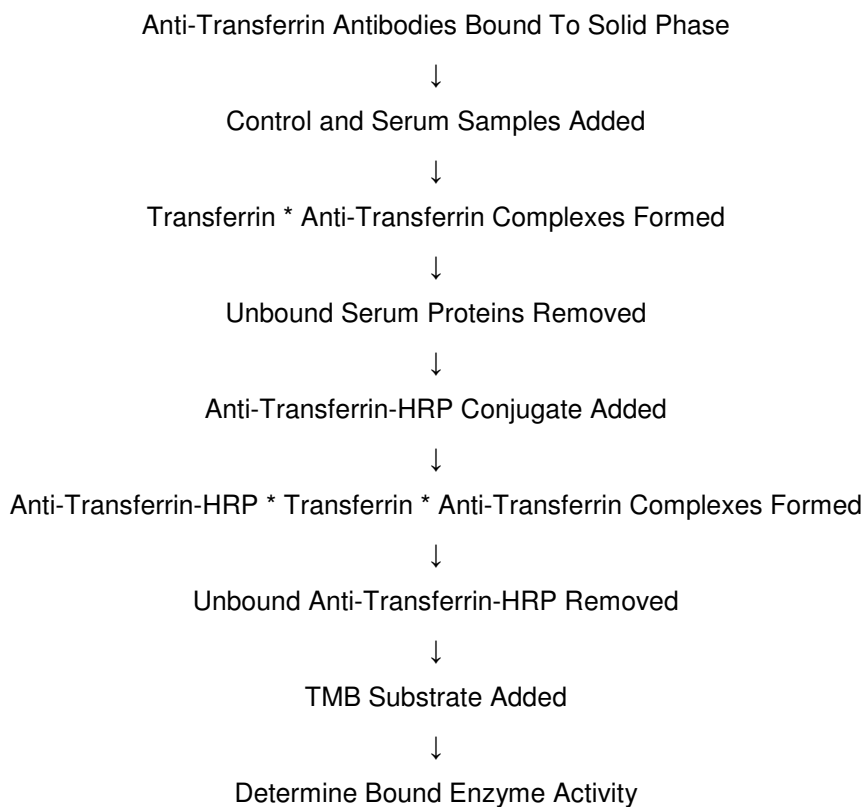 Anti-Transferrin Antibodies Bound To Solid Phase
↓
Control and Serum Samples Added
↓
Transferrin * Anti-Transferrin Complexes Formed
↓
Unbound Serum Proteins Removed
↓
Anti-Transferrin-HRP Conjugate Added
↓
Anti-Transferrin-HRP * Transferrin * Anti-Transferrin Complexes Formed
↓
Unbound Anti-Transferrin-HRP Removed
↓
TMB Substrate Added
↓
Determine Bound Enzyme Activity